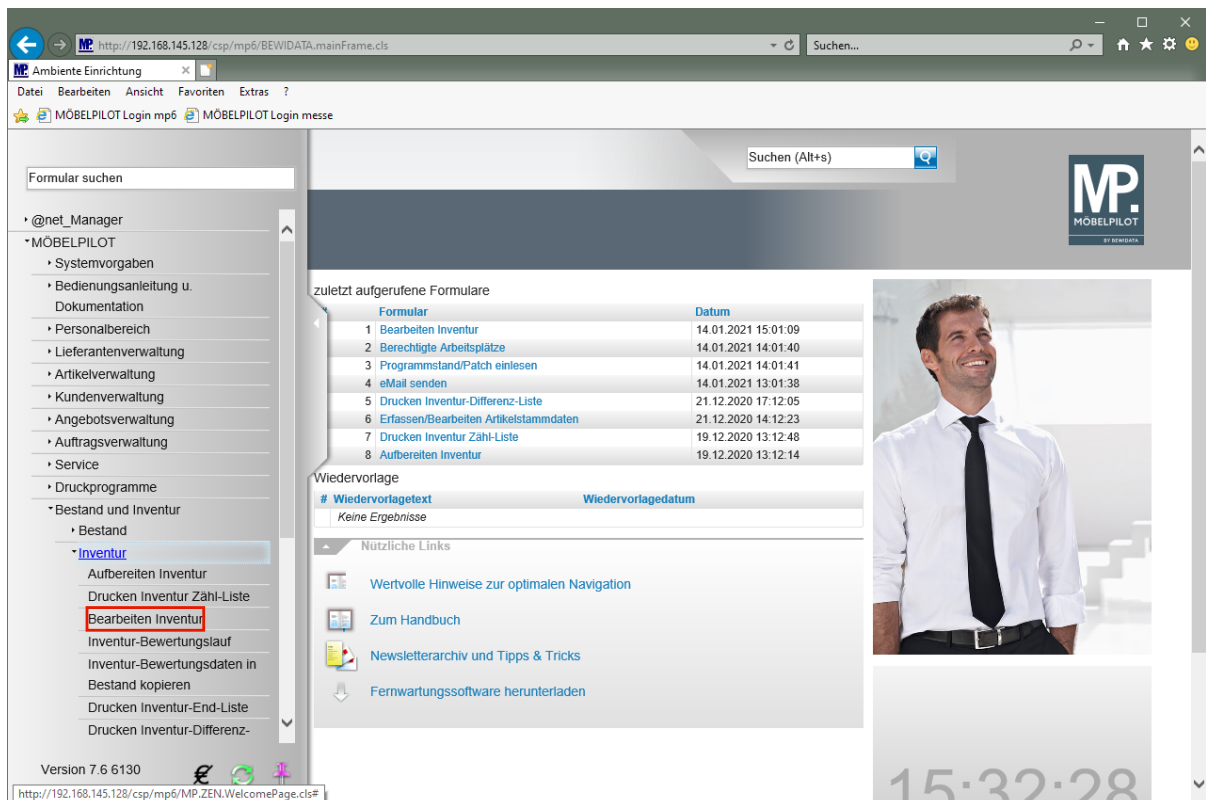 http://192.168.145.128/csp/mp6/BEWIDATA.mainFrame.cls
Suchen...
MP. Ambiente Einrichtung
Datei Bearbeiten Ansicht Favoriten Extras ?
MÖBELPILOT Login mp6 MÖBELPILOT Login messe
Suchen (Alt+s)
MP.
MÖBELPILOT
BY BEWIDATA
Formular suchen
@net_Manager
MÖBELPILOT
Systemvorgaben
Bedienungsanleitung u.
Dokumentation
Personalbereich
Lieferantenverwaltung
Artikelverwaltung
Kundenverwaltung
Angebotsverwaltung
Auftragsverwaltung
Service
Druckprogramme
Bestand und Inventur
Bestand
Inventur
Aufbereiten Inventur
Drucken Inventur Zähl-Liste
Bearbeiten Inventur
Inventur-Bewertungslauf
Inventur-Bewertungsdaten in
Bestand kopieren
Drucken Inventur-End-Liste
Drucken Inventur-Differenz-
Version 7.6 6130
http://192.168.145.128/csp/mp6/MP.ZEN.WelcomePage.cls#
zuletzt aufgerufene Formulare
Formular Datum
1 Bearbeiten Inventur 14.01.2021 15:01:09
2 Berechtigte Arbeitsplätze 14.01.2021 14:01:40
3 Programmstand/Patch einlesen 14.01.2021 14:01:41
4 eMail senden 14.01.2021 13:01:38
5 Drucken Inventur-Differenz-Liste 21.12.2020 17:12:05
6 Erfassen/Bearbeiten Artikelstammdaten 21.12.2020 14:12:23
7 Drucken Inventur Zähl-Liste 19.12.2020 13:12:48
8 Aufbereiten Inventur 19.12.2020 13:12:14
Wiedervorlage
# Wiedervorlagetext Wiedervorlagedatum
Keine Ergebnisse
Nützliche Links
Wertvolle Hinweise zur optimalen Navigation
Zum Handbuch
Newsletterarchiv und Tipps & Tricks
Fernwartungssoftware herunterladen
15:32:28